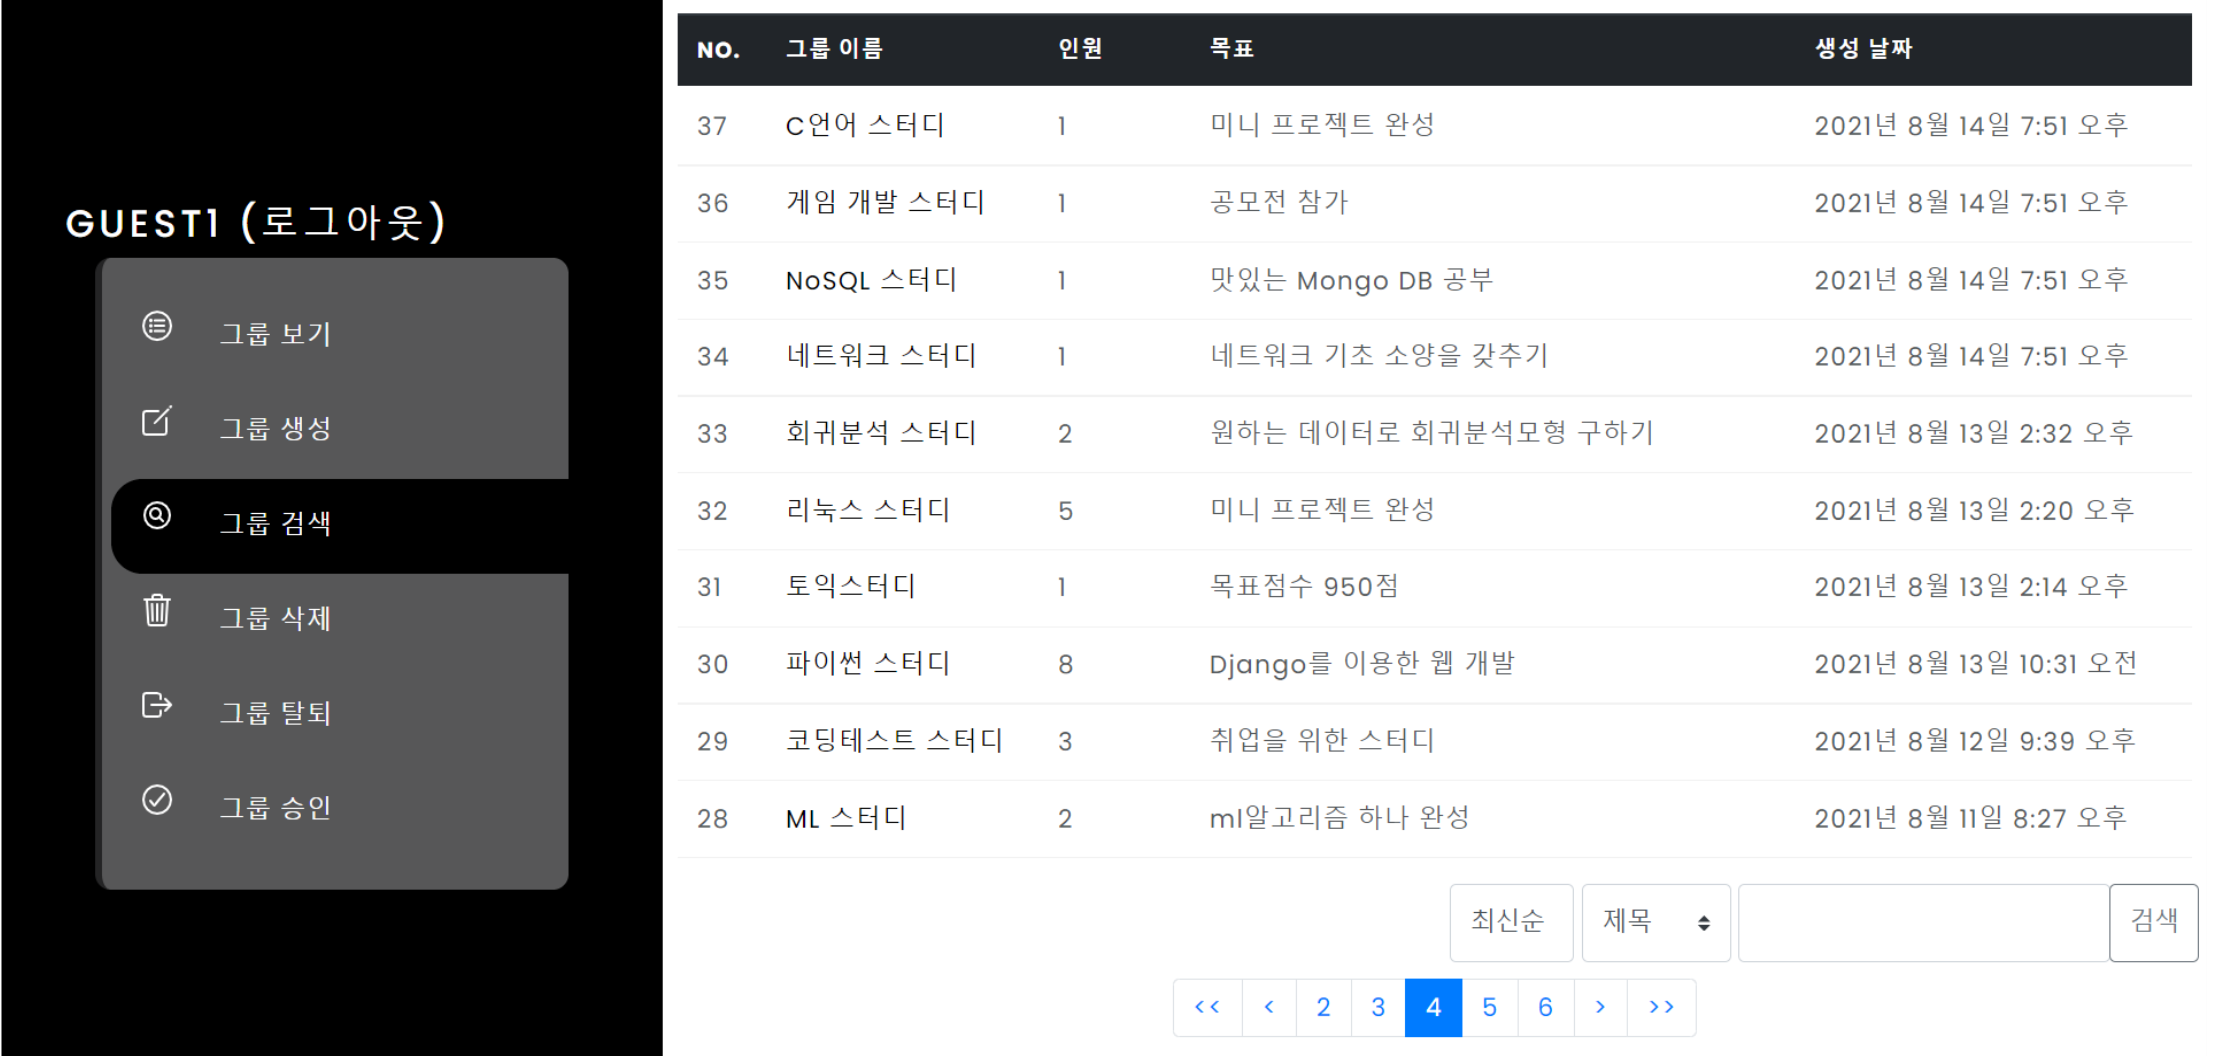 GUEST1 (로그아웃)
그룹 보기
그룹 생성
그룹 검색
그룹 삭제
그룹 탈퇴
그룹 승인
NO. 그룹 이름 인원 목표 생성 날짜
37 C언어 스터디 1 미니 프로젝트 완성 2021년 8월 14일 7:51 오후
36 게임 개발 스터디 1 공모전 참가 2021년 8월 14일 7:51 오후
35 NoSQL 스터디 1 맛있는 Mongo DB 공부 2021년 8월 14일 7:51 오후
34 네트워크 스터디 1 네트워크 기초 소양을 갖추기 2021년 8월 14일 7:51 오후
33 회귀분석 스터디 2 원하는 데이터로 회귀분석모형 구하기 2021년 8월 13일 2:32 오후
32 리눅스 스터디 5 미니 프로젝트 완성 2021년 8월 13일 2:20 오후
31 토익스터디 1 목표점수 950점 2021년 8월 13일 2:14 오후
30 파이썬 스터디 8 Django를 이용한 웹 개발 2021년 8월 13일 10:31 오전
29 코딩테스트 스터디 3 취업을 위한 스터디 2021년 8월 12일 9:39 오후
28 ML 스터디 2 ml알고리즘 하나 완성 2021년 8월 11일 8:27 오후
최신순 제목 검색
<< < 2 3 4 5 6 > >>